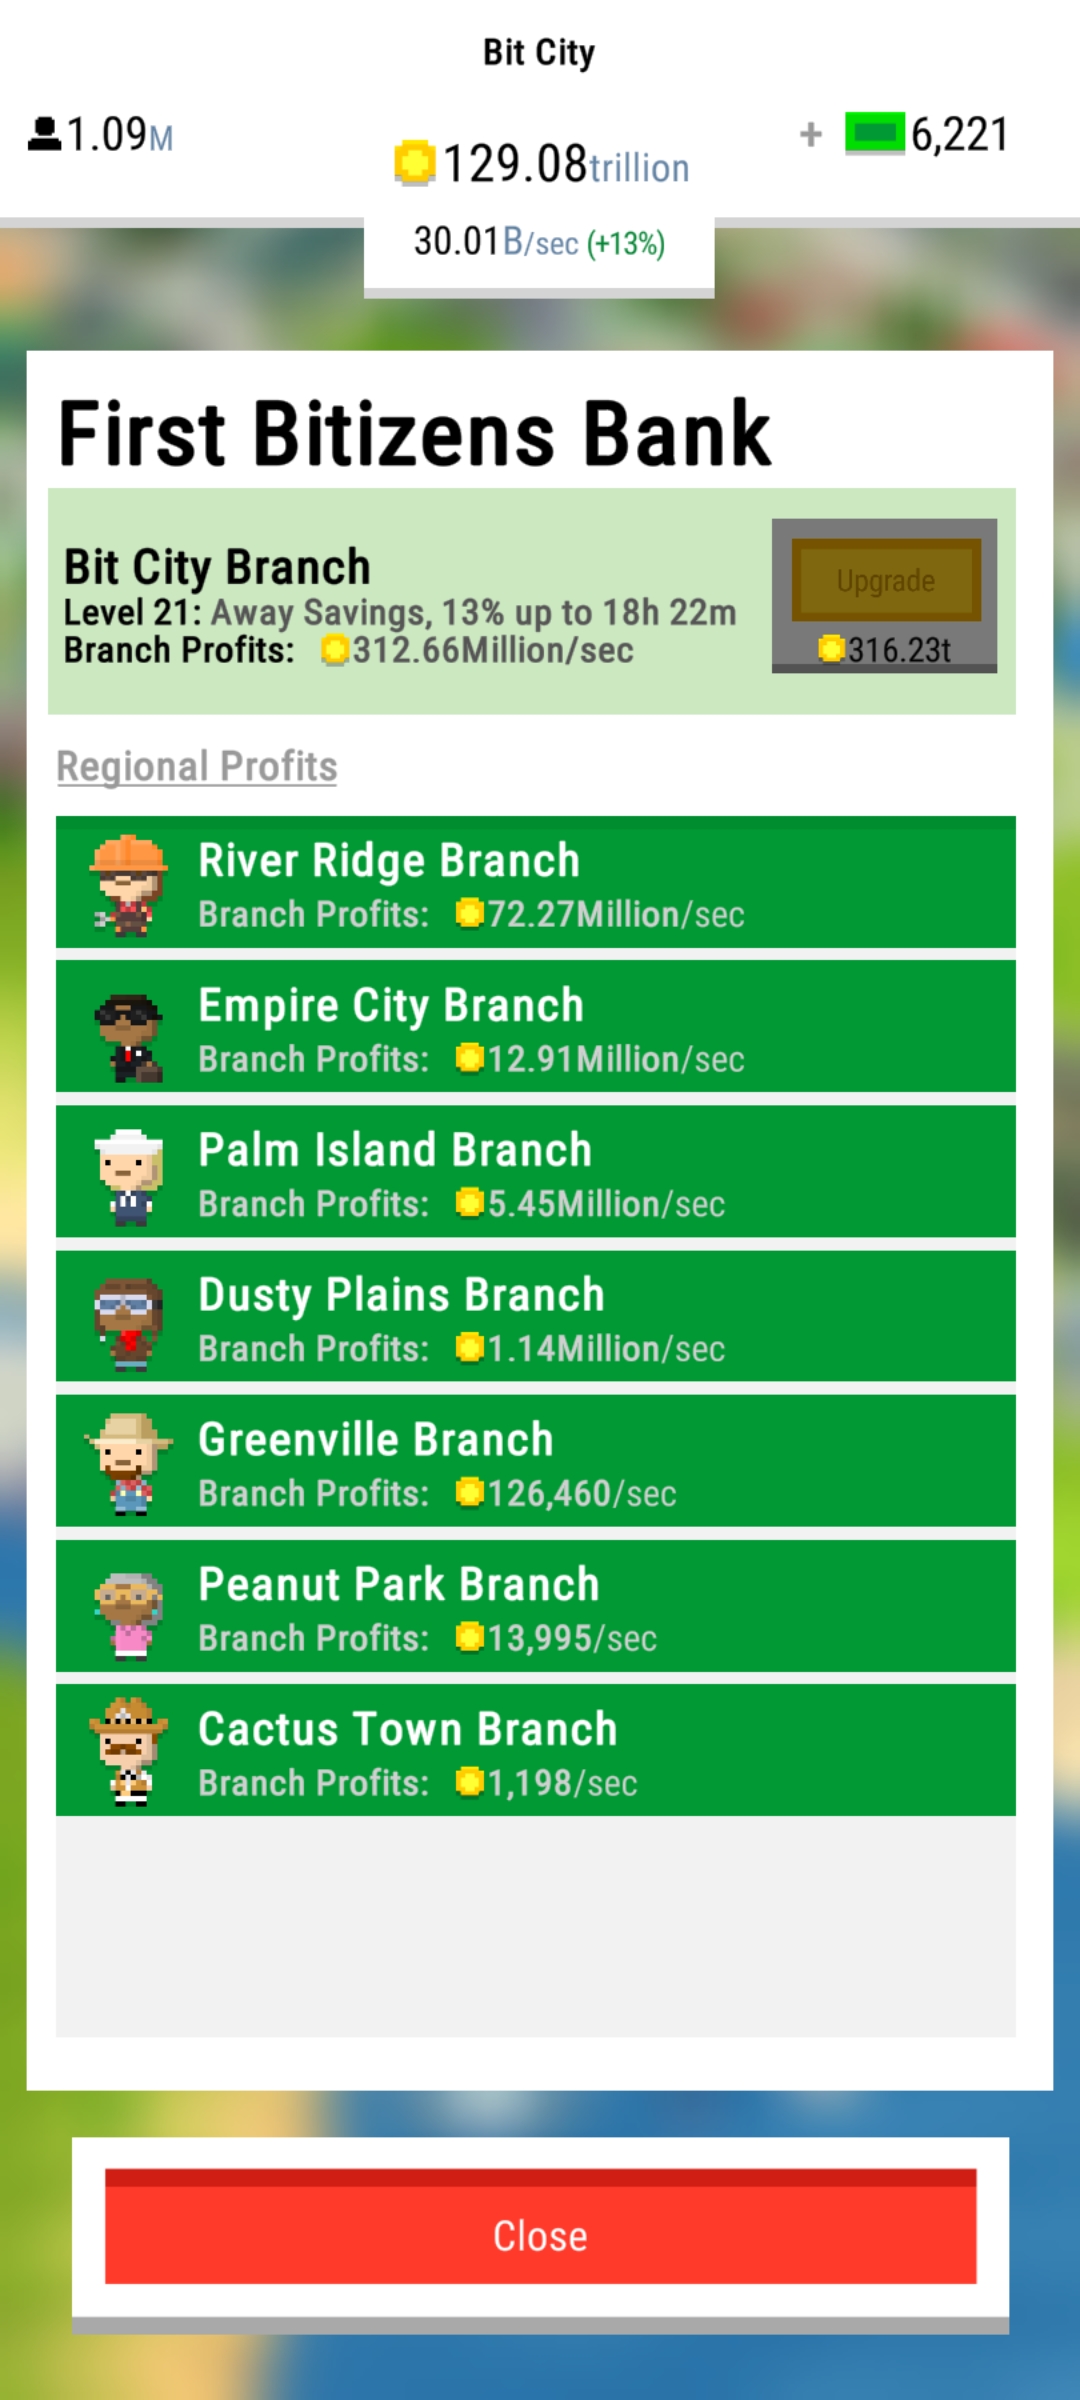 Bit City
1.09M
129.08trillion
+ 6,221
30.01B/sec (+13%)
First Bitizens Bank
Bit City Branch
Level 21: Away Savings, 13% up to 18h 22m
Branch Profits: 312.66Million/sec
Upgrade
316.23t
Regional Profits
River Ridge Branch
Branch Profits: 72.27Million/sec
Empire City Branch
Branch Profits: 12.91Million/sec
Palm Island Branch
Branch Profits: 5.45Million/sec
Dusty Plains Branch
Branch Profits: 1.14Million/sec
Greenville Branch
Branch Profits: 126,460/sec
Peanut Park Branch
Branch Profits: 13,995/sec
Cactus Town Branch
Branch Profits: 1,198/sec
Close